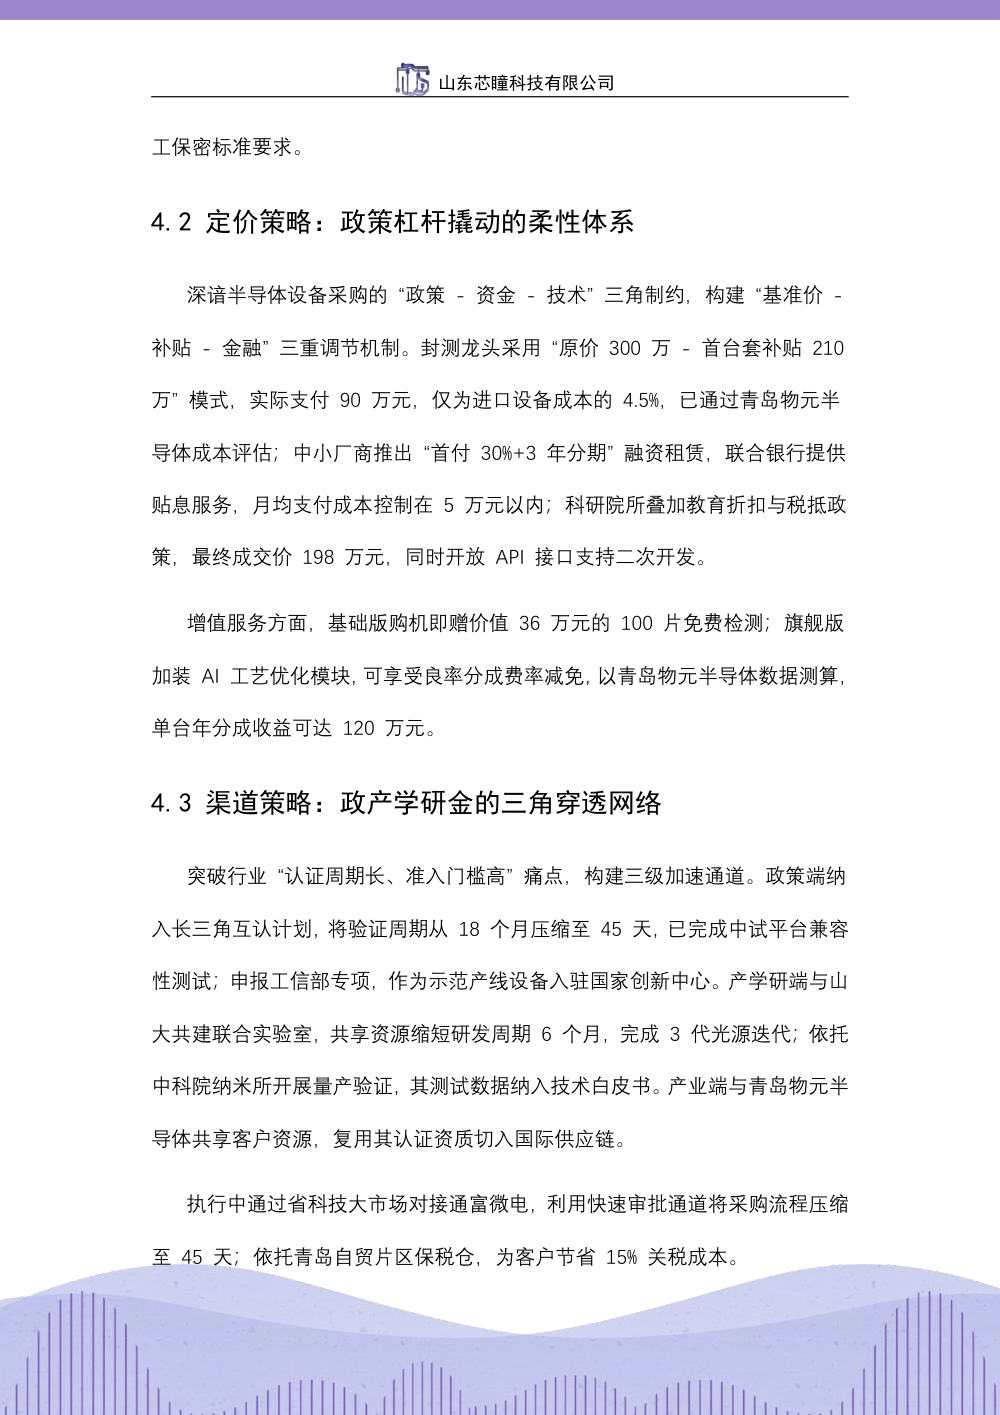 山东芯瞳科技有限公司
工保密标准要求。
4.2 定价策略：政策杠杆撬动的柔性体系
深谙半导体设备采购的 “政策 - 资金 - 技术” 三角制约，构建 “基准价 -
补贴 - 金融” 三重调节机制。封测龙头采用 “原价 300 万 - 首台套补贴 210
万” 模式，实际支付 90 万元，仅为进口设备成本的 4.5%，已通过青岛物元半
导体成本评估；中小厂商推出 “首付 30%+3 年分期” 融资租赁，联合银行提供
贴息服务，月均支付成本控制在 5 万元以内；科研院所叠加教育折扣与税抵政
策，最终成交价 198 万元，同时开放 API 接口支持二次开发。
增值服务方面，基础版购机即赠价值 36 万元的 100 片免费检测；旗舰版
加装 AI 工艺优化模块，可享受良率分成费率减免，以青岛物元半导体数据测算，
单台年分成收益可达 120 万元。
4.3 渠道策略：政产学研金的三角穿透网络
突破行业 “认证周期长、准入门槛高” 痛点，构建三级加速通道。政策端纳
入长三角互认计划，将验证周期从 18 个月压缩至 45 天，已完成中试平台兼容
性测试；申报工信部专项，作为示范产线设备入驻国家创新中心。产学研端与山
大共建联合实验室，共享资源缩短研发周期 6 个月，完成 3 代光源迭代；依托
中科院纳米所开展量产验证，其测试数据纳入技术白皮书。产业端与青岛物元半
导体共享客户资源，复用其认证资质切入国际供应链。
执行中通过省科技大市场对接通富微电，利用快速审批通道将采购流程压缩
至 45 天；依托青岛自贸片区保税仓，为客户节省 15% 关税成本。